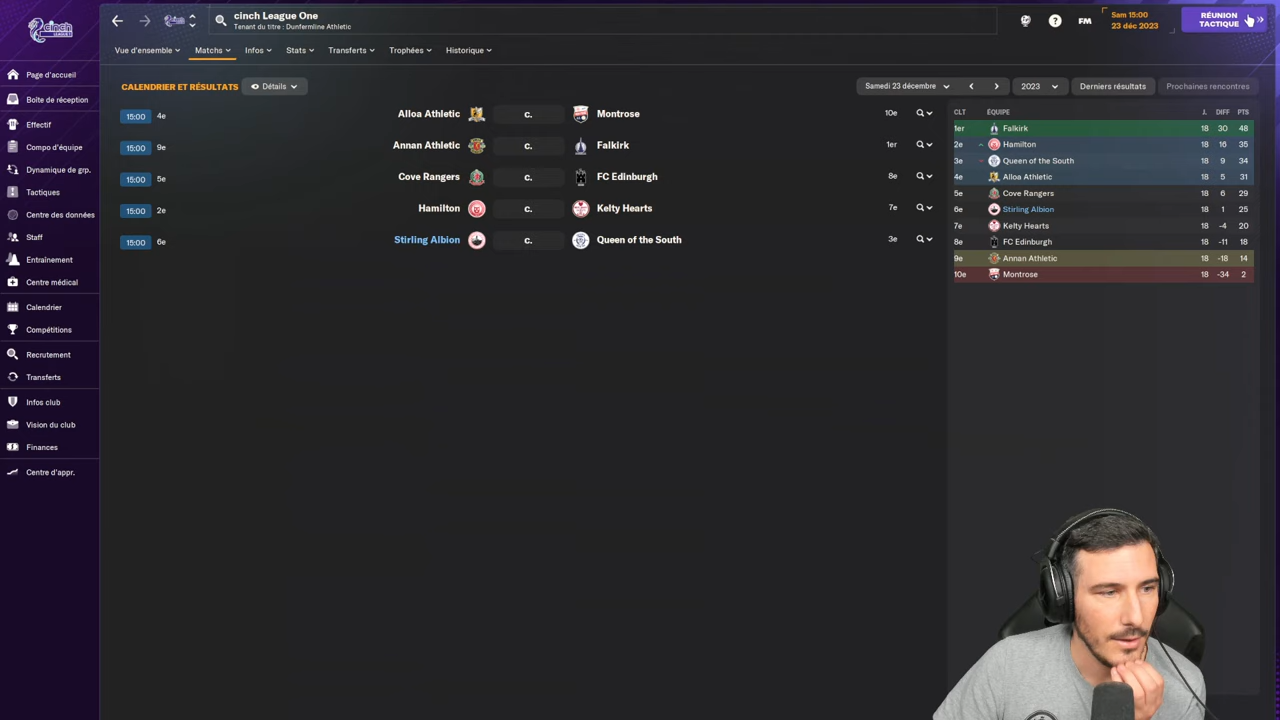 cinch League One
Tenant du titre : Dunfermline Athletic
FM
Sam 15:00
23 déc 2023
RÉUNION
TACTIQUE
cinch
Vue d'ensemble
Matchs
Infos
Stats
Transferts
Trophées
Historique
Page d'accueil
Boîte de réception
Effectif
Compo d'équipe
Dynamique de grp.
Tactiques
Centre des données
Staff
Entraînement
Centre médical
Calendrier
Compétitions
Recrutement
Transferts
Infos club
Vision du club
Finances
Centre d'appr.
CALENDRIER ET RÉSULTATS
Détails
Samedi 23 décembre
2023
Derniers résultats
Prochaines rencontres
15:00 4e Alloa Athletic c. Montrose 10e
15:00 9e Annan Athletic c. Falkirk 1er
15:00 5e Cove Rangers c. FC Edinburgh 8e
15:00 2e Hamilton c. Kelty Hearts 7e
15:00 6e Stirling Albion c. Queen of the South 3e
CLT ÉQUIPE J. DIFF PTS
1er Falkirk 18 30 48
2e Hamilton 18 16 35
3e Queen of the South 18 9 34
4e Alloa Athletic 18 5 31
5e Cove Rangers 18 6 29
6e Stirling Albion 18 1 25
7e Kelty Hearts 18 -4 20
8e FC Edinburgh 18 -11 18
9e Annan Athletic 18 -18 14
10e Montrose 18 -34 2